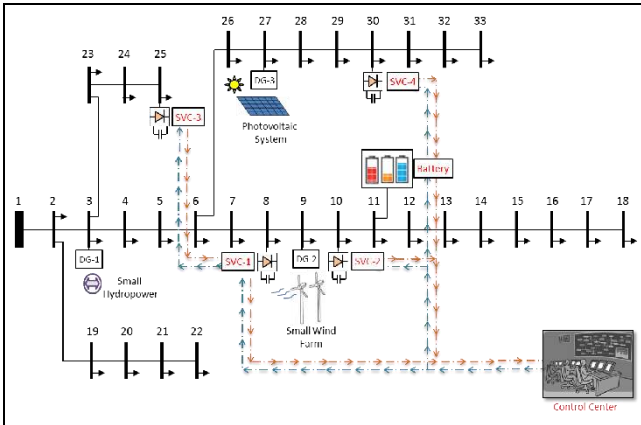 26 27 28 29 30 31 32 33
23 24 25
DG-3
SVC-4
SVC-3
Photovoltaic
System
Battery
1 2 3 4 5 6 7 8 9 10 11 12 13 14 15 16 17 18
DG-1
SVC-1
DG-2
SVC-2
Small
Hydropower
Small Wind
Farm
19 20 21 22
Control Center